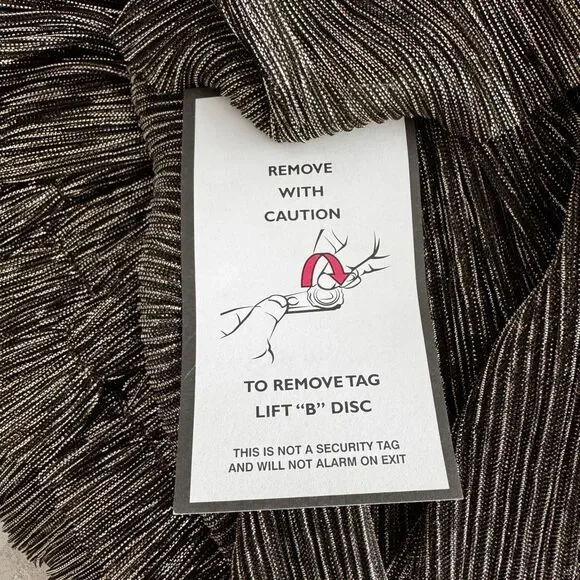 REMOVE
WITH
CAUTION
TO REMOVE TAG
LIFT “B” DISC
THIS IS NOT A SECURITY TAG
AND WILL NOT ALARM ON EXIT